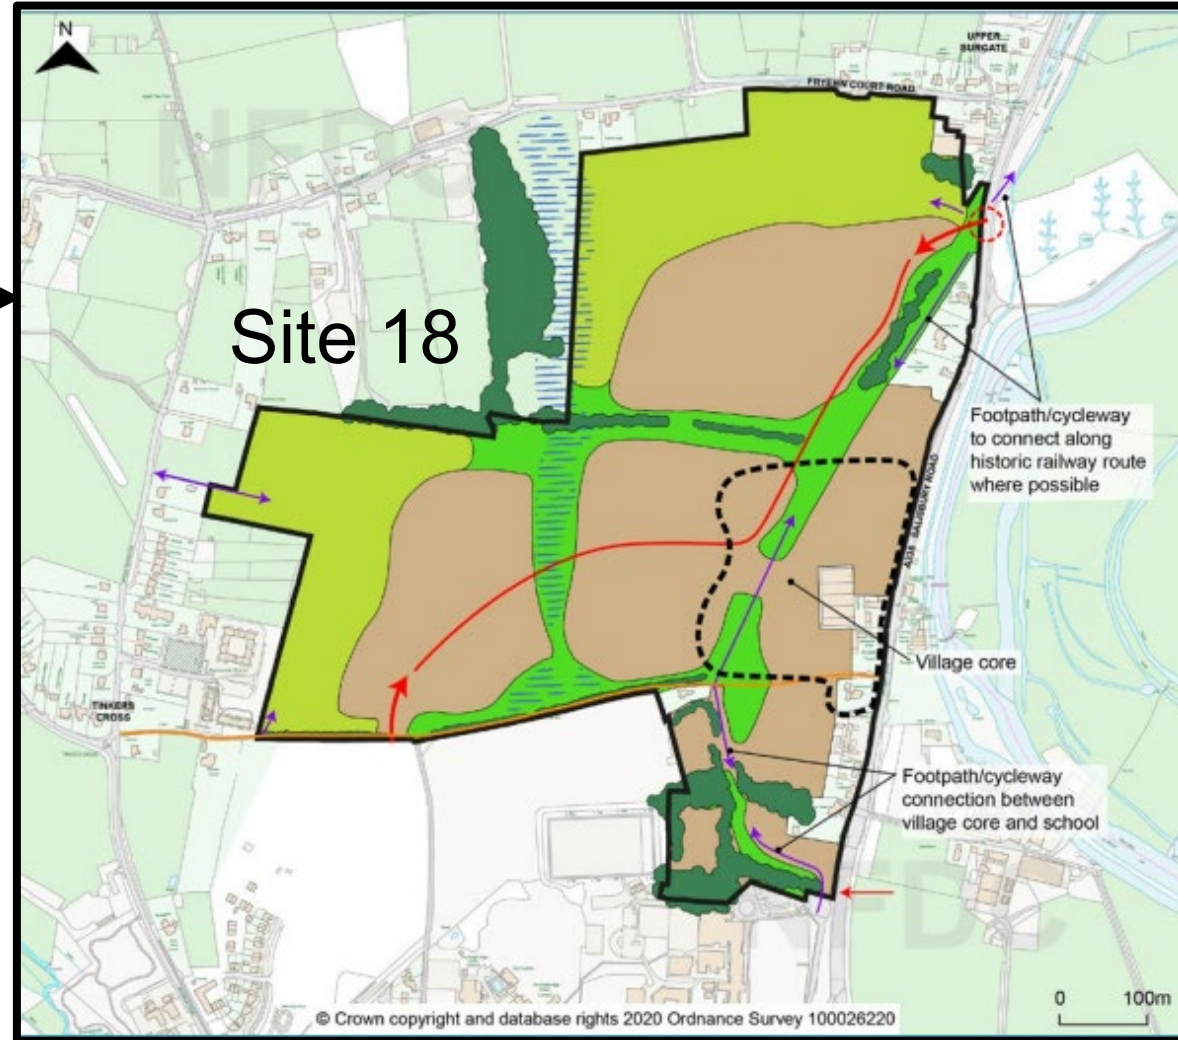 N
UPPER
BURGATE
FRYERN COURT ROAD
NFDC
Site 18
Footpath/cycleway
to connect along
historic railway route
where possible
A338 SALISBURY ROAD
Village core
TINKERS
CROSS
Footpath/cycleway
connection between
village core and school
NFDC
0 100m
© Crown copyright and database rights 2020 Ordnance Survey 100026220